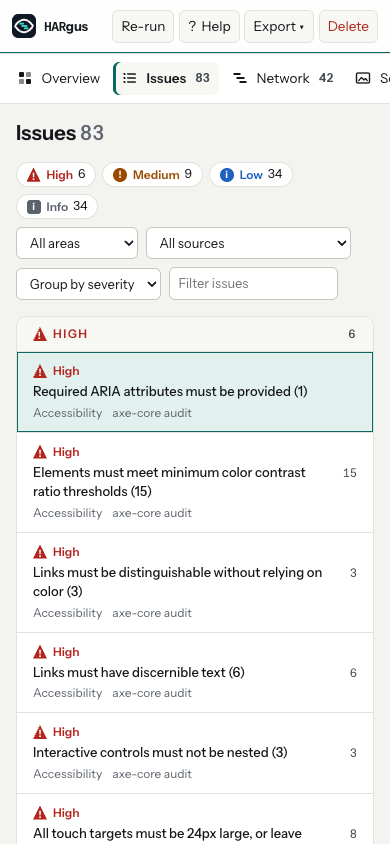 HARgus
Re-run
? Help
Export ▾
Delete
Overview
Issues 83
Network 42
Issues 83
High 6
Medium 9
Low 34
Info 34
All areas
All sources
Group by severity
Filter issues
HIGH 6
High
Required ARIA attributes must be provided (1)
Accessibility axe-core audit
High
Elements must meet minimum color contrast 15
ratio thresholds (15)
Accessibility axe-core audit
High
Links must be distinguishable without relying on 3
color (3)
Accessibility axe-core audit
High
Links must have discernible text (6) 6
Accessibility axe-core audit
High
Interactive controls must not be nested (3) 3
Accessibility axe-core audit
High
All touch targets must be 24px large, or leave 8